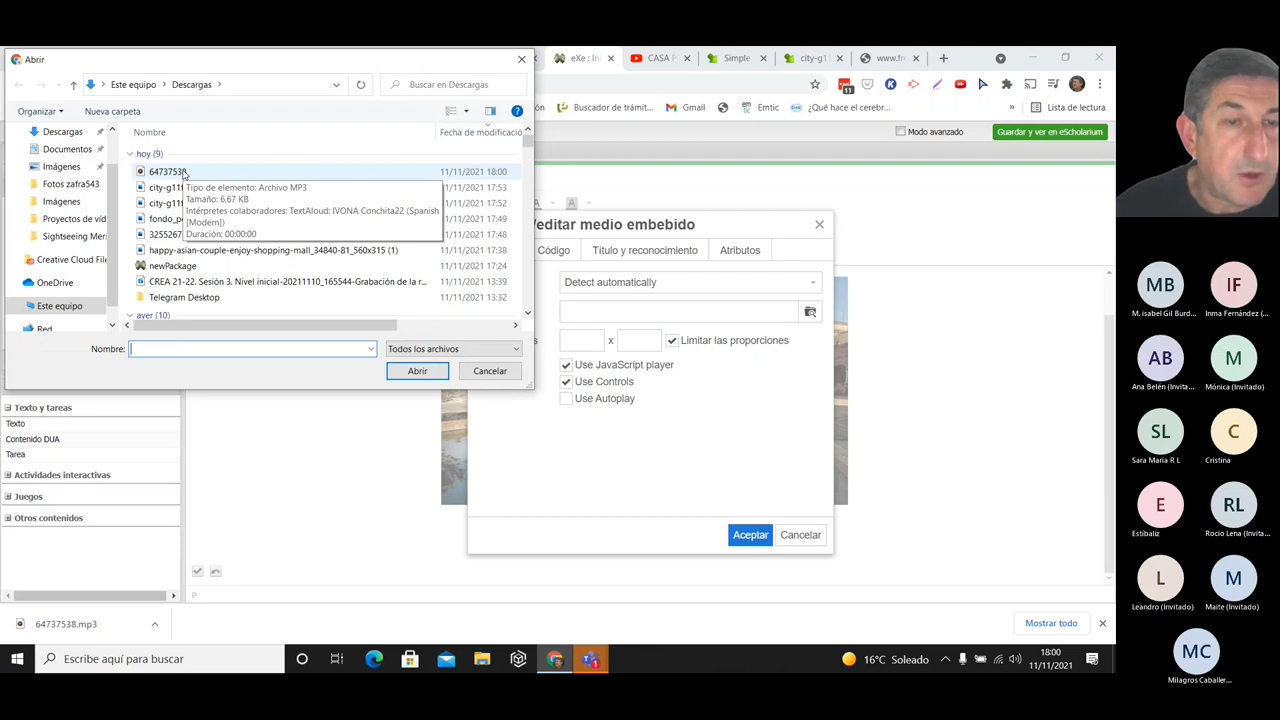 Abrir
eXe : In
CASA P
Simple
city-g11
www.fr
Este equipo
Descargas
Buscar en Descargas
Organizar
Nueva carpeta
Buscador de trámit...
Gmail
Emtic
¿Qué hace el cerebr...
»
Lista de lectura
Descargas
Documentos
Imágenes
Fotos zafra543
Imágenes
Proyectos de víd
Sightseeing Meri
Creative Cloud File
OneDrive
Este equipo
Red
Nombre
Fecha de modificació
hoy (9)
64737538
11/11/2021 18:00
11/11/2021 17:53
11/11/2021 17:52
11/11/2021 17:49
11/11/2021 17:48
Tipo de elemento: Archivo MP3
Tamaño: 6,67 KB
Intérpretes colaboradores: TextAloud: IVONA Conchita22 (Spanish
[Modern])
Duración: 00:00:00
happy-asian-couple-enjoy-shopping-mall_34840-81_560x315 (1)
11/11/2021 17:38
newPackage
11/11/2021 17:24
CREA 21-22. Sesión 3. Nivel inicial-20211110_165544-Grabación de la r...
11/11/2021 13:39
Telegram Desktop
11/11/2021 13:32
ayer (10)
Nombre:
Todos los archivos
Abrir
Cancelar
Modo avanzado
Guardar y ver en eScholarium
/editar medio embebido
Código
Título y reconocimiento
Atributos
Detect automatically
x
Limitar las proporciones
Use JavaScript player
Use Controls
Use Autoplay
Aceptar
Cancelar
Texto y tareas
Texto
Contenido DUA
Tarea
Actividades interactivas
Juegos
Otros contenidos
P
64737538.mp3
Mostrar todo
Escribe aquí para buscar
16°C Soleado
18:00
11/11/2021
MB
M. isabel Gil Burd...
IF
Inma Fernández (...
AB
Ana Belén (Invita...
M
Mónica (Invitado)
SL
Sara Maria R L
C
Cristina
E
Estíbaliz
RL
Rocio Lena (Invita...
L
Leandro (Invitado)
M
Maite (Invitado)
MC
Milagros Caballer...